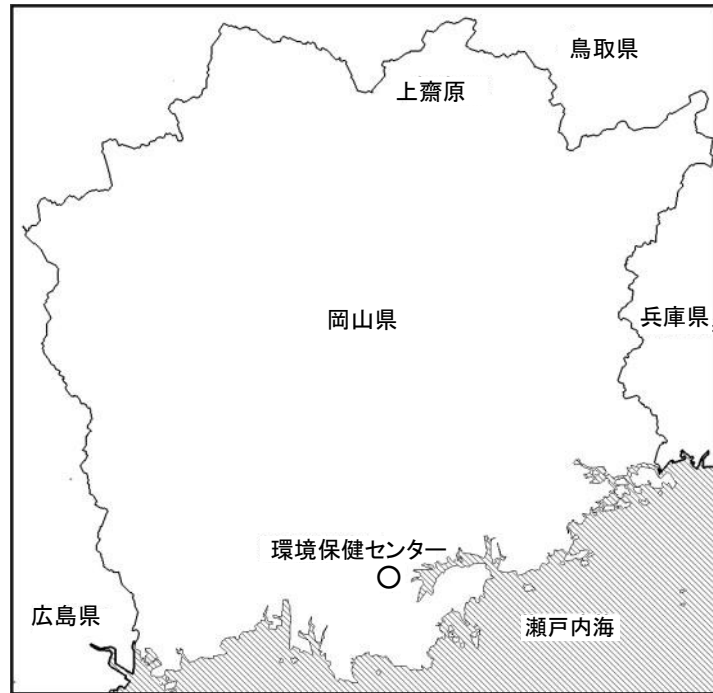 鳥取県
上齋原
岡山県
兵庫県
環境保健センター
広島県
瀬戸内海